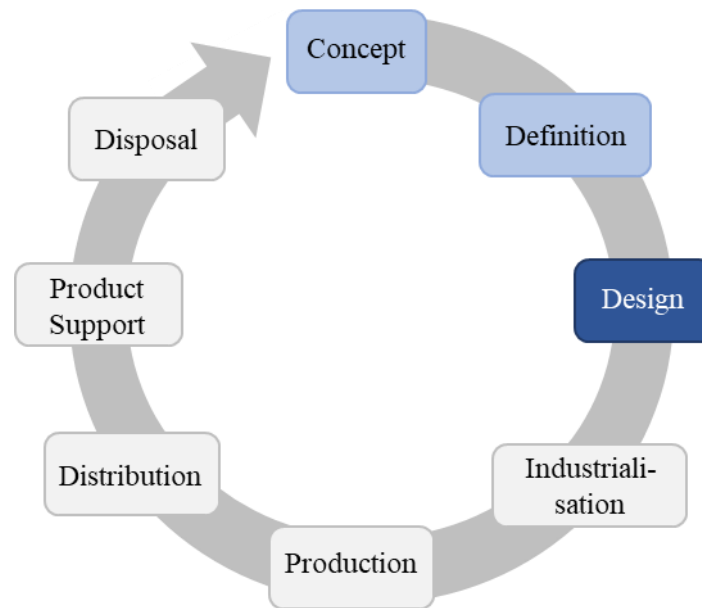 Concept
Definition
Design
Industriali-
sation
Production
Distribution
Product
Support
Disposal